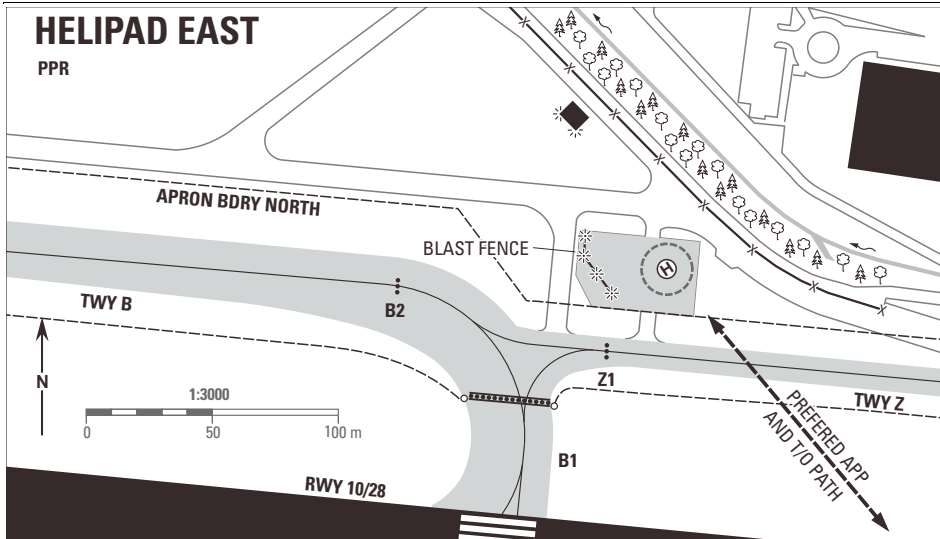 HELIPAD EAST
PPR
APRON BDRY NORTH
BLAST FENCE
H
TWY B
B2
N
1:3000
0 50 100 m
Z1
TWY Z
PREFERED APP
AND T/O PATH
B1
RWY 10/28